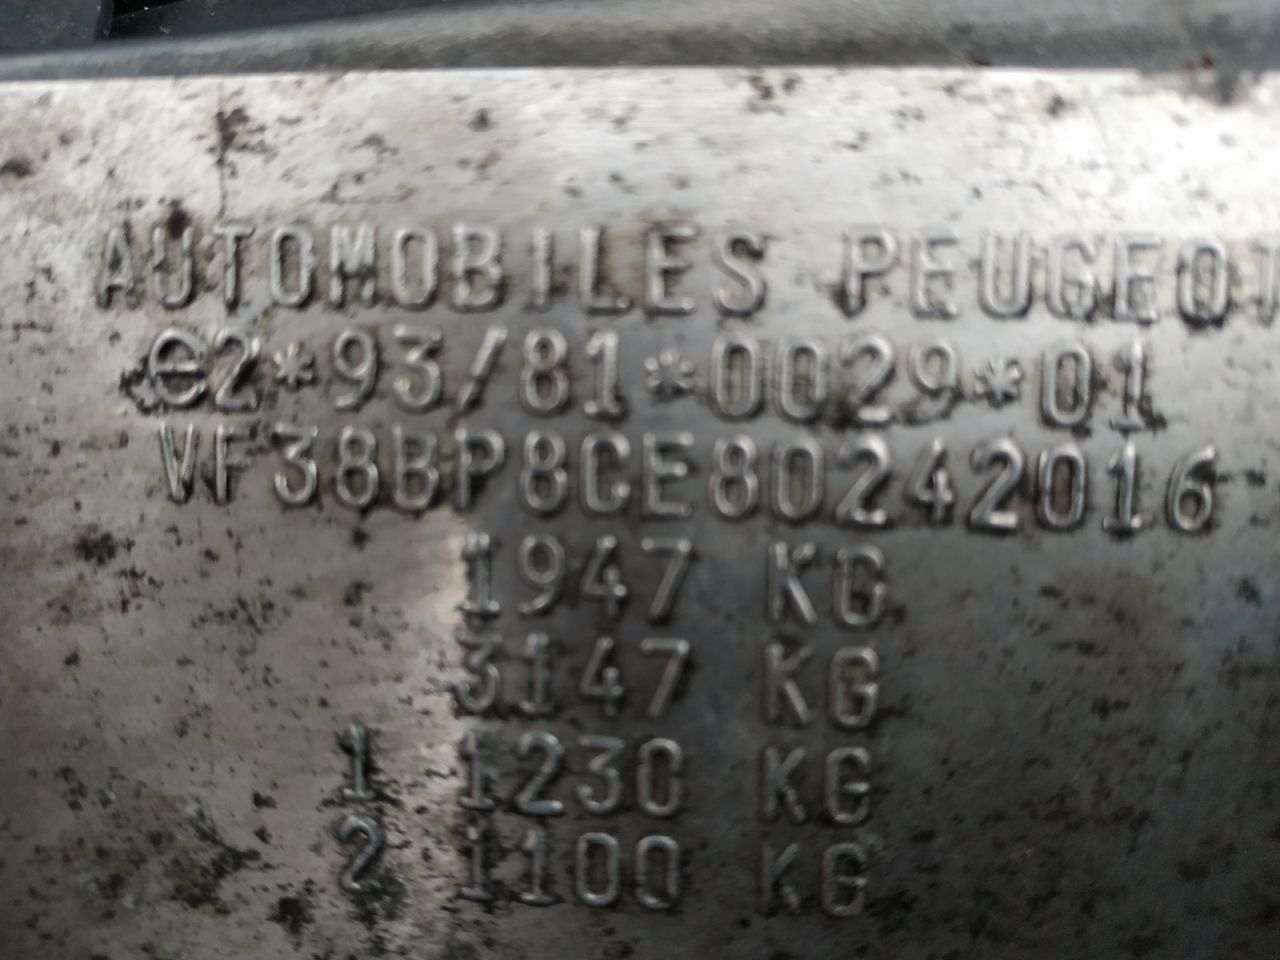 AUTOMOBILES PEUGEOT
e2*93/81*0029*01
VF38BP8CE80242016
1947 KG
3147 KG
1 1230 KG
2 1100 KG